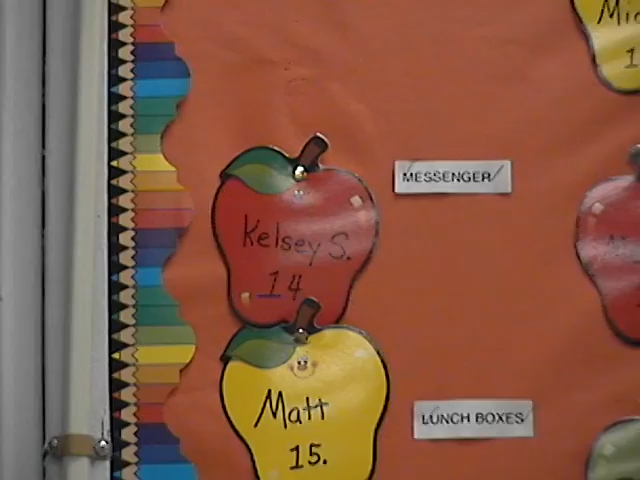 MESSENGER
Kelsey S.
14
Matt
15.
LUNCH BOXES